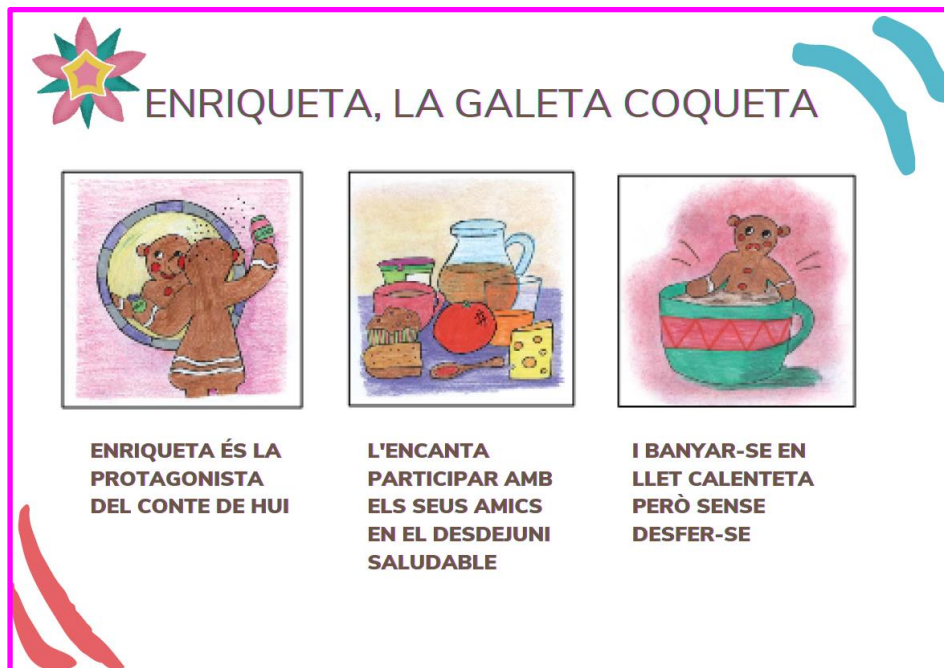 ENRIQUETA, LA GALETA COQUETA
ENRIQUETA ÉS LA
PROTAGONISTA
DEL CONTE DE HUI
L'ENCANTA
PARTICIPAR AMB
ELS SEUS AMICS
EN EL DESDEJUNI
SALUDABLE
I BANYAR-SE EN
LLET CALENTETA
PERÒ SENSE
DESFER-SE